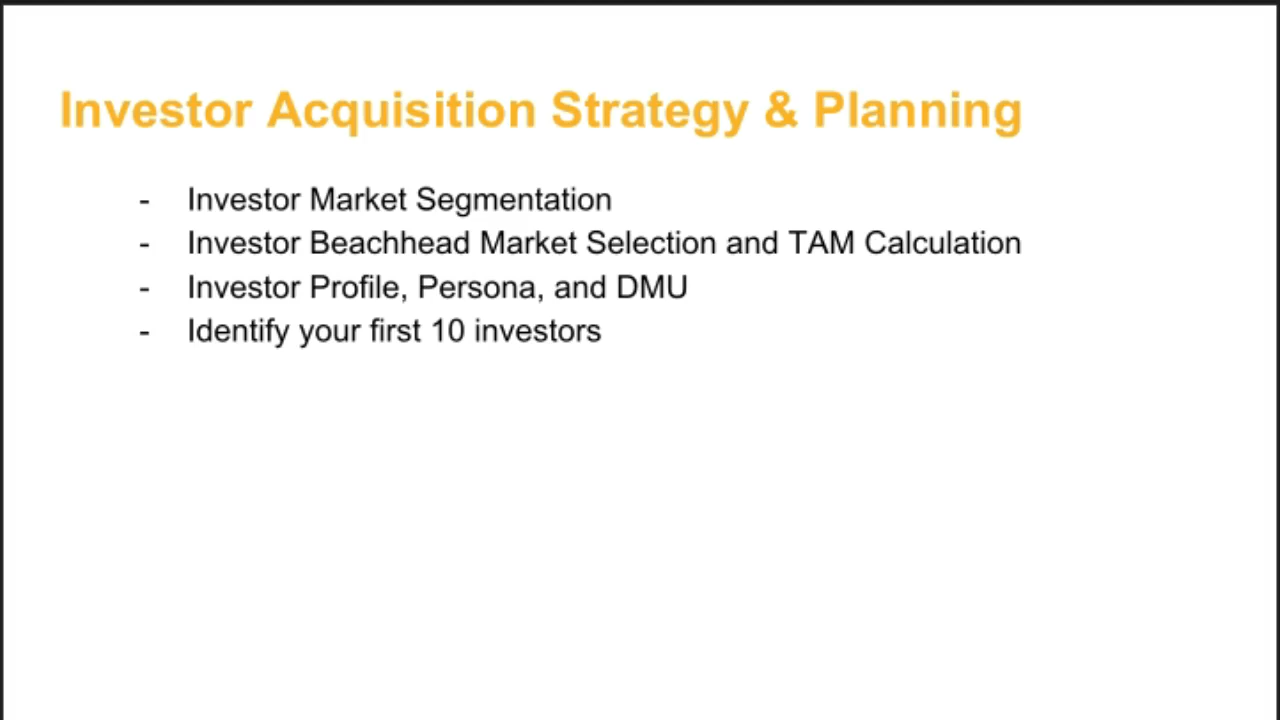 Investor Acquisition Strategy & Planning
- Investor Market Segmentation
- Investor Beachhead Market Selection and TAM Calculation
- Investor Profile, Persona, and DMU
- Identify your first 10 investors